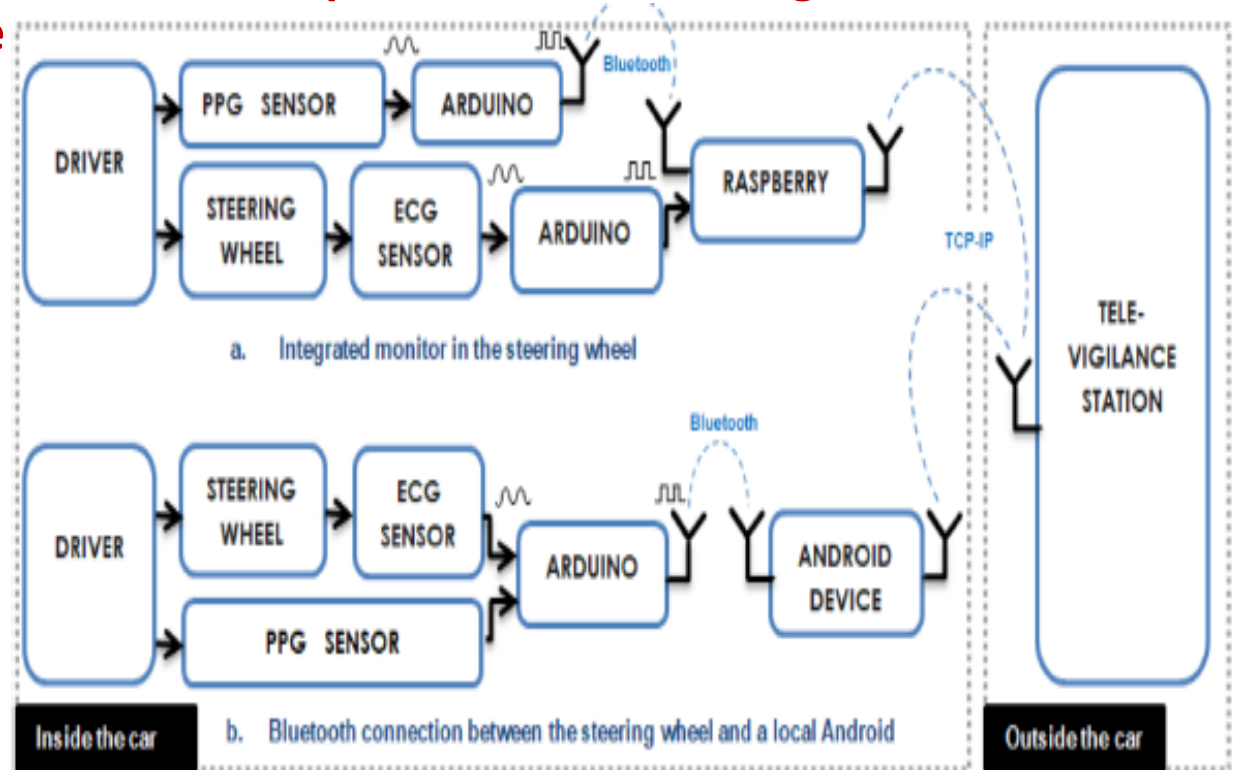 e
Bluetooth
PPG SENSOR
ARDUINO
DRIVER
RASPBERRY
STEERING
WHEEL
ECG
SENSOR
ARDUINO
TCP-IP
a. Integrated monitor in the steering wheel
TELE-
VIGILANCE
STATION
Bluetooth
STEERING
WHEEL
ECG
SENSOR
DRIVER
ARDUINO
ANDROID
DEVICE
PPG SENSOR
Inside the car
b. Bluetooth connection between the steering wheel and a local Android
Outside the car